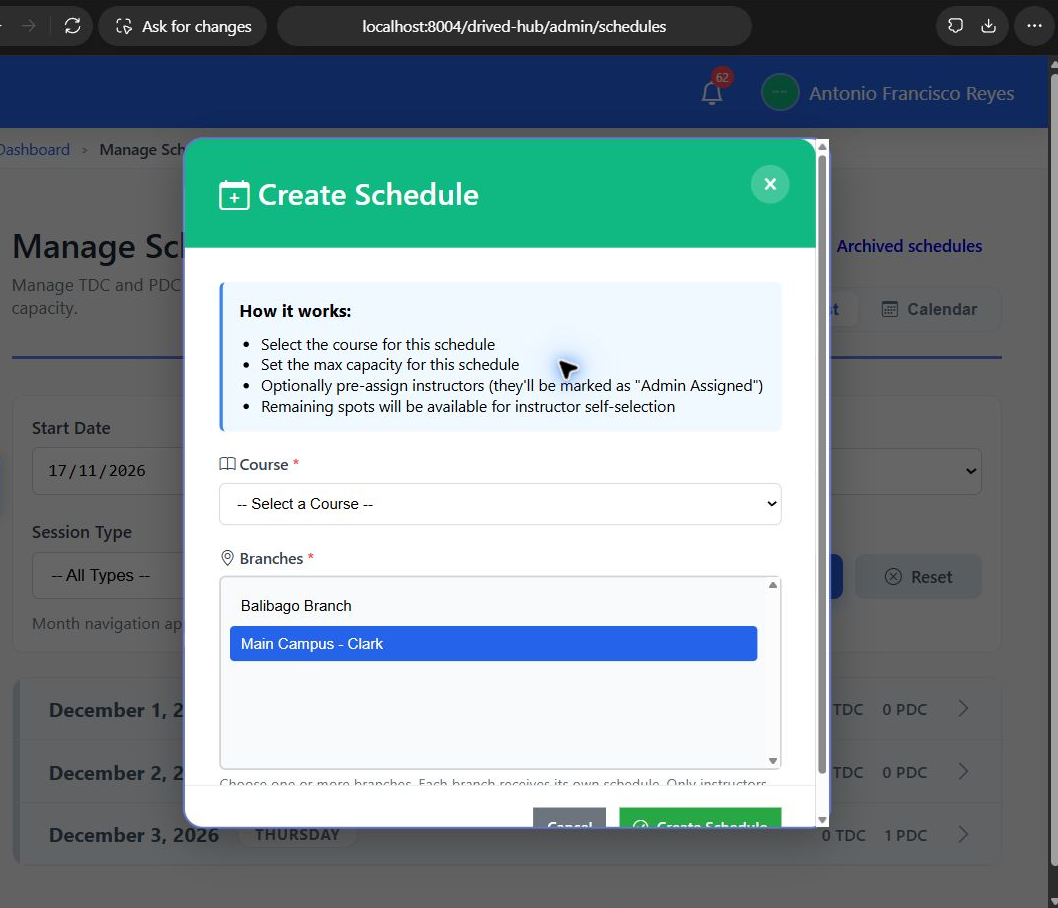 Ask for changes
localhost:8004/drived-hub/admin/schedules
62
Antonio Francisco Reyes
Dashboard > Manage Sch
Create Schedule
Manage Sc
Archived schedules
Manage TDC and PDC
capacity.
Calendar
How it works:
Select the course for this schedule
Set the max capacity for this schedule
Optionally pre-assign instructors (they'll be marked as "Admin Assigned")
Remaining spots will be available for instructor self-selection
Start Date
17/11/2026
Course *
-- Select a Course --
Session Type
-- All Types --
Branches *
Balibago Branch
Main Campus - Clark
Reset
Month navigation ap
December 1, 2
TDC 0 PDC
December 2, 2
TDC 0 PDC
Choose one or more branches. Each branch receives its own schedule. Only instructors
Cancel
Create Schedule
December 3, 2026 THURSDAY
0 TDC 1 PDC